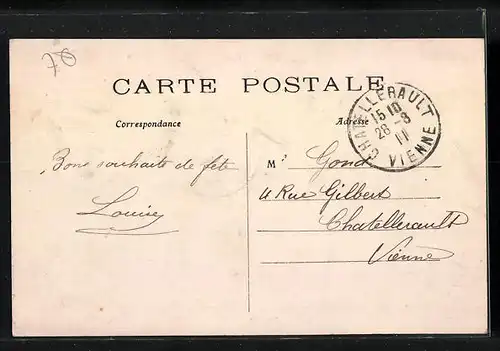 78
CARTE POSTALE
Correspondance
Adresse
CHATELLERAULT
15 10
28 - 8
11
VIENNE
Bons souhaits de fête
Louise
M r Gond
4 Rue Gilbert
Chatellerault
Vienne